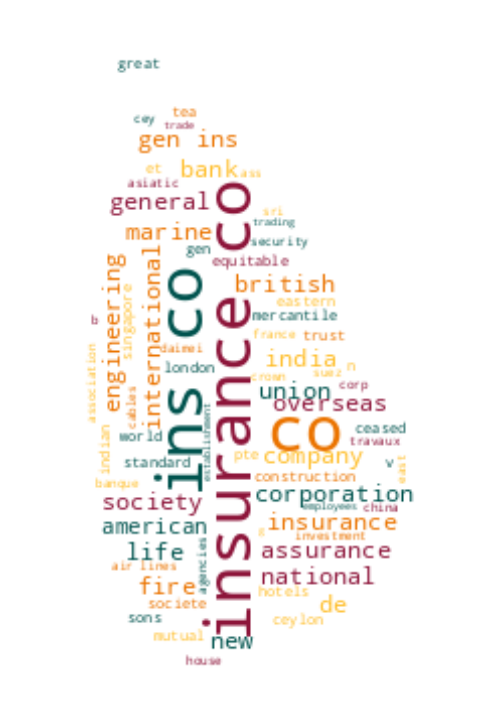 great
cey
tea
trade
gen ins
et
bank
ass
asiatic
general
insurance co
sri
trading
marine
gen
security
equitable
ins co
engineering
singapore
international
british
eastern
mercantile
br
daimei
france
trust
association
london
india
suez
n
crown
cables
union
corp
overseas
establishment
co
ceased
indian
world
travaux
standard
pte
company
v
east
banque
construction
society
corporation
employees
china
american
g
insurance
investment
life
agencies
assurance
air lines
national
fire
hotels
societe
de
sons
ceylon
mutual
new
house